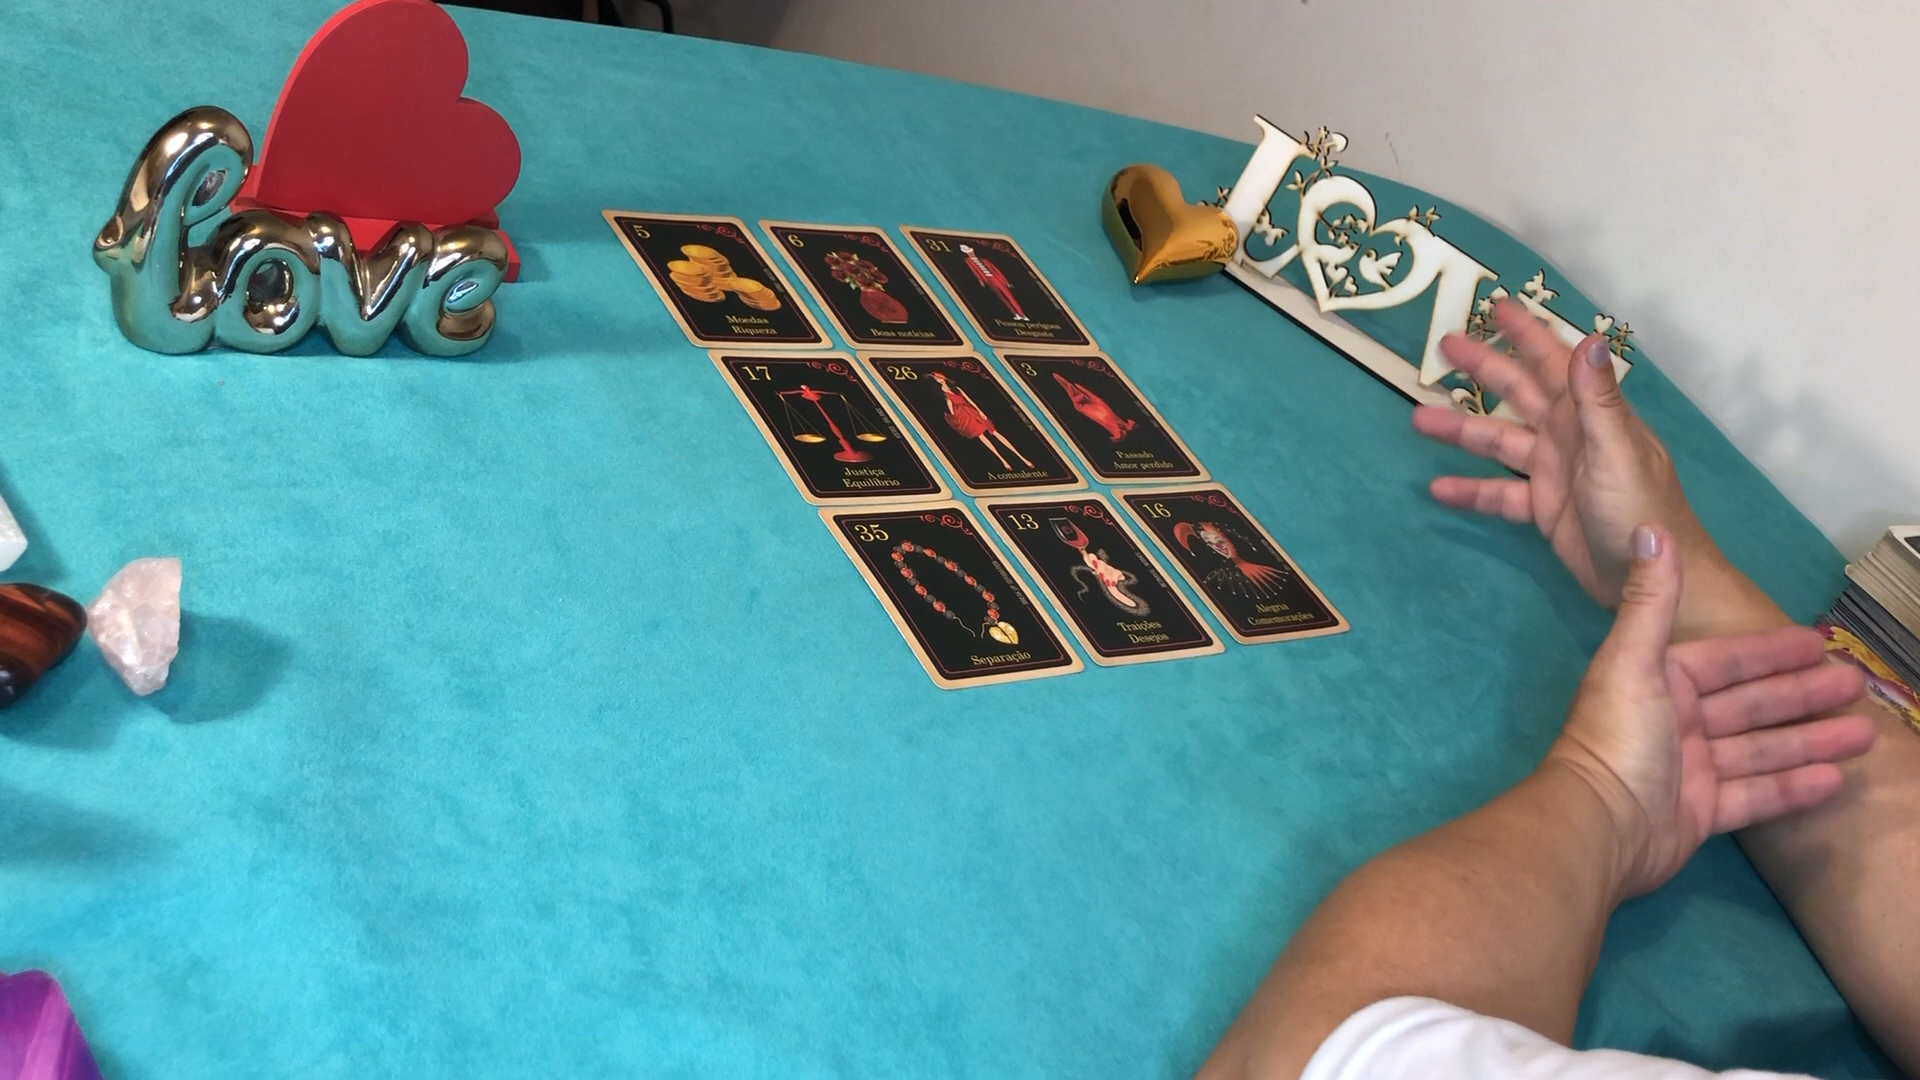 love
LOVE
5
Moedas
Riqueza
6
Boas notícias
31
Pessoa perigosa
Desgaste
17
Justiça
Equilíbrio
26
A consulente
3
Passado
Amor perdido
35
Separação
13
Traições
Desejos
16
Alegria
Comemorações